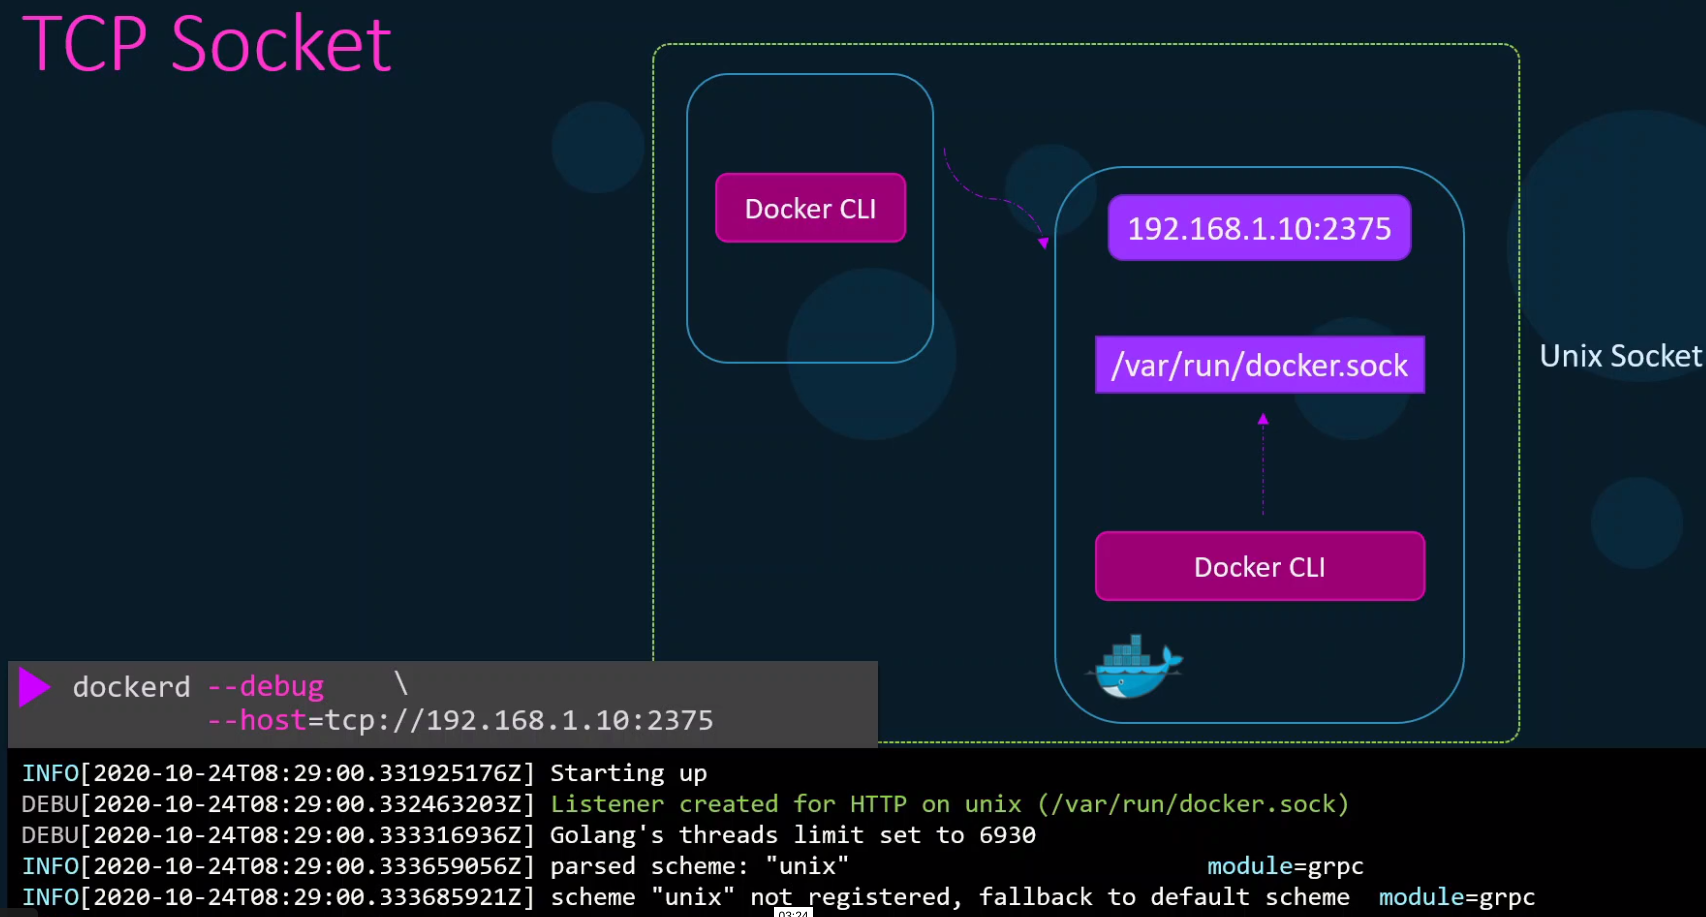 TCP Socket
Docker CLI
192.168.1.10:2375
/var/run/docker.sock
Unix Socket
Docker CLI
dockerd --debug \
--host=tcp://192.168.1.10:2375
INFO[2020-10-24T08:29:00.331925176Z] Starting up
DEBU[2020-10-24T08:29:00.332463203Z] Listener created for HTTP on unix (/var/run/docker.sock)
DEBU[2020-10-24T08:29:00.333316936Z] Golang's threads limit set to 6930
INFO[2020-10-24T08:29:00.333659056Z] parsed scheme: "unix" module=grpc
INFO[2020-10-24T08:29:00.333685921Z] scheme "unix" not registered, fallback to default scheme module=grpc
03:24